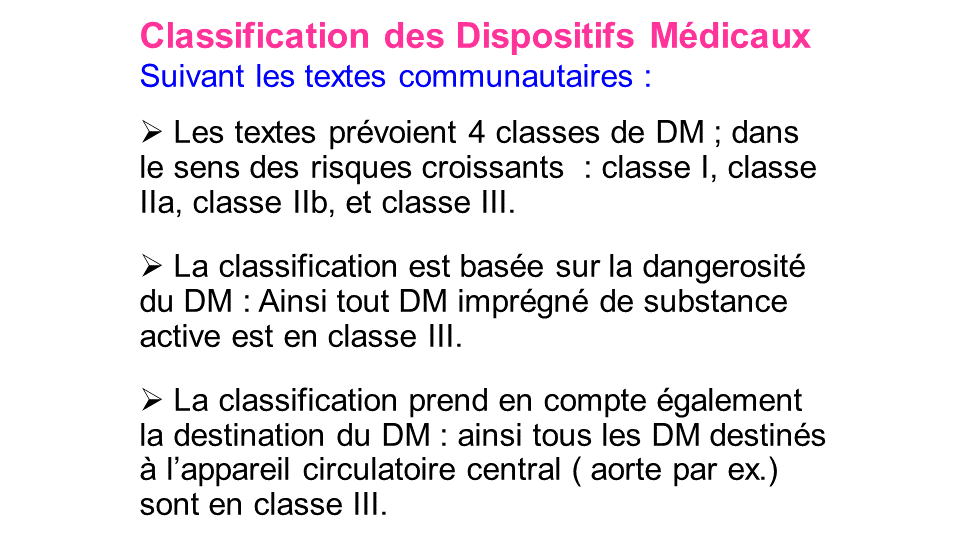 Classification des Dispositifs Médicaux
Suivant les textes communautaires :
➢ Les textes prévoient 4 classes de DM ; dans
le sens des risques croissants : classe I, classe
IIa, classe IIb, et classe III.
➢ La classification est basée sur la dangerosité
du DM : Ainsi tout DM imprégné de substance
active est en classe III.
➢ La classification prend en compte également
la destination du DM : ainsi tous les DM destinés
à l’appareil circulatoire central ( aorte par ex.)
sont en classe III.